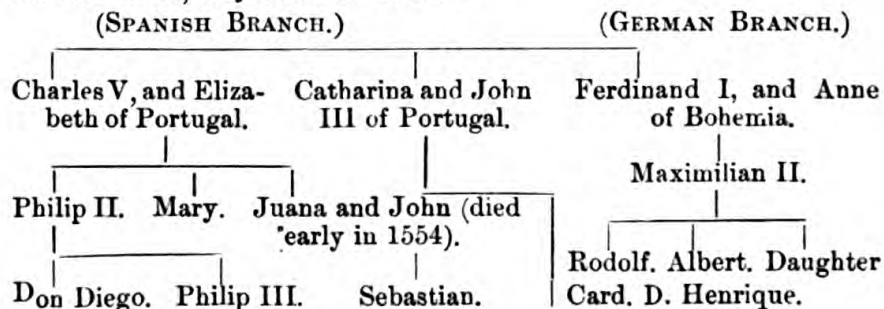 (SPANISH BRANCH.) (GERMAN BRANCH.)
Charles V, and Eliza- Catharina and John Ferdinand I, and Anne
beth of Portugal. III of Portugal. of Bohemia.
Maximilian II.
Philip II. Mary. Juana and John (died
early in 1554).
Rodolf. Albert. Daughter
Don Diego. Philip III. Sebastian. Card. D. Henrique.